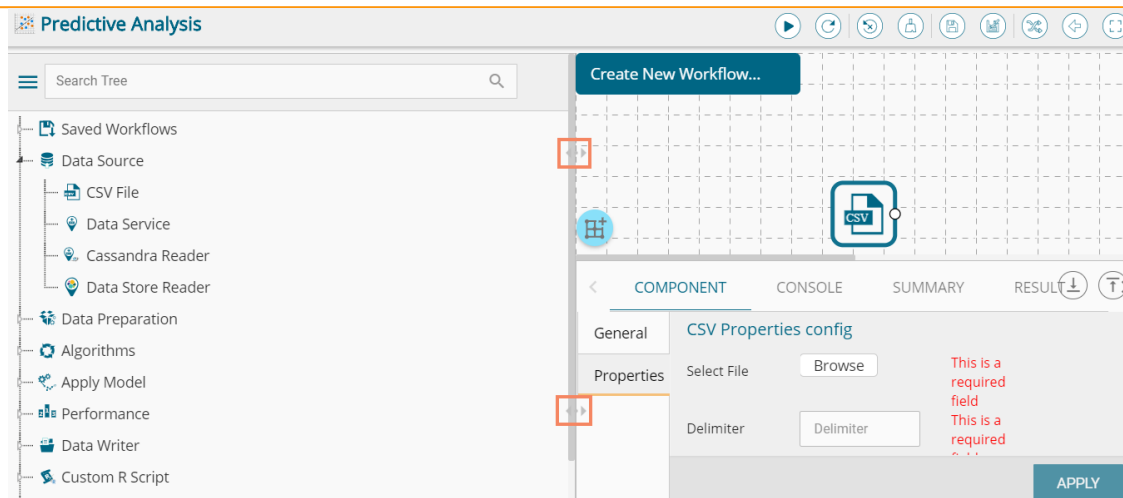 Predictive Analysis
Search Tree
Saved Workflows
Data Source
CSV File
Data Service
Cassandra Reader
Data Store Reader
Data Preparation
Algorithms
Apply Model
Performance
Data Writer
Custom R Script
Create New Workflow...
CSV
COMPONENT CONSOLE SUMMARY RESULT
General
Properties
CSV Properties config
Select File Browse This is a
required
field
Delimiter Delimiter This is a
required
APPLY